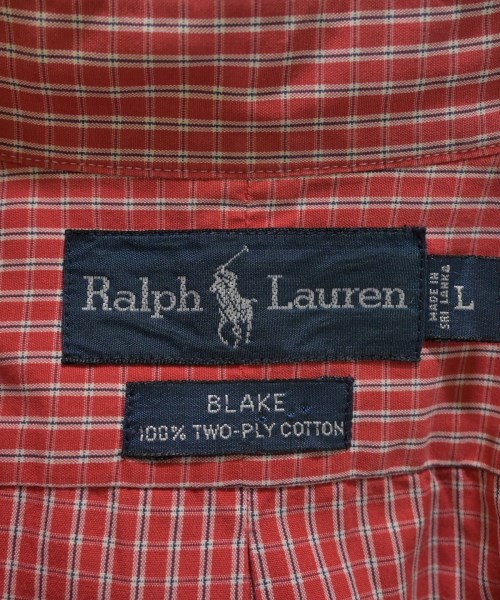 Ralph Lauren
MADE IN
SRI LANKA
L
BLAKE
100% TWO-PLY COTTON